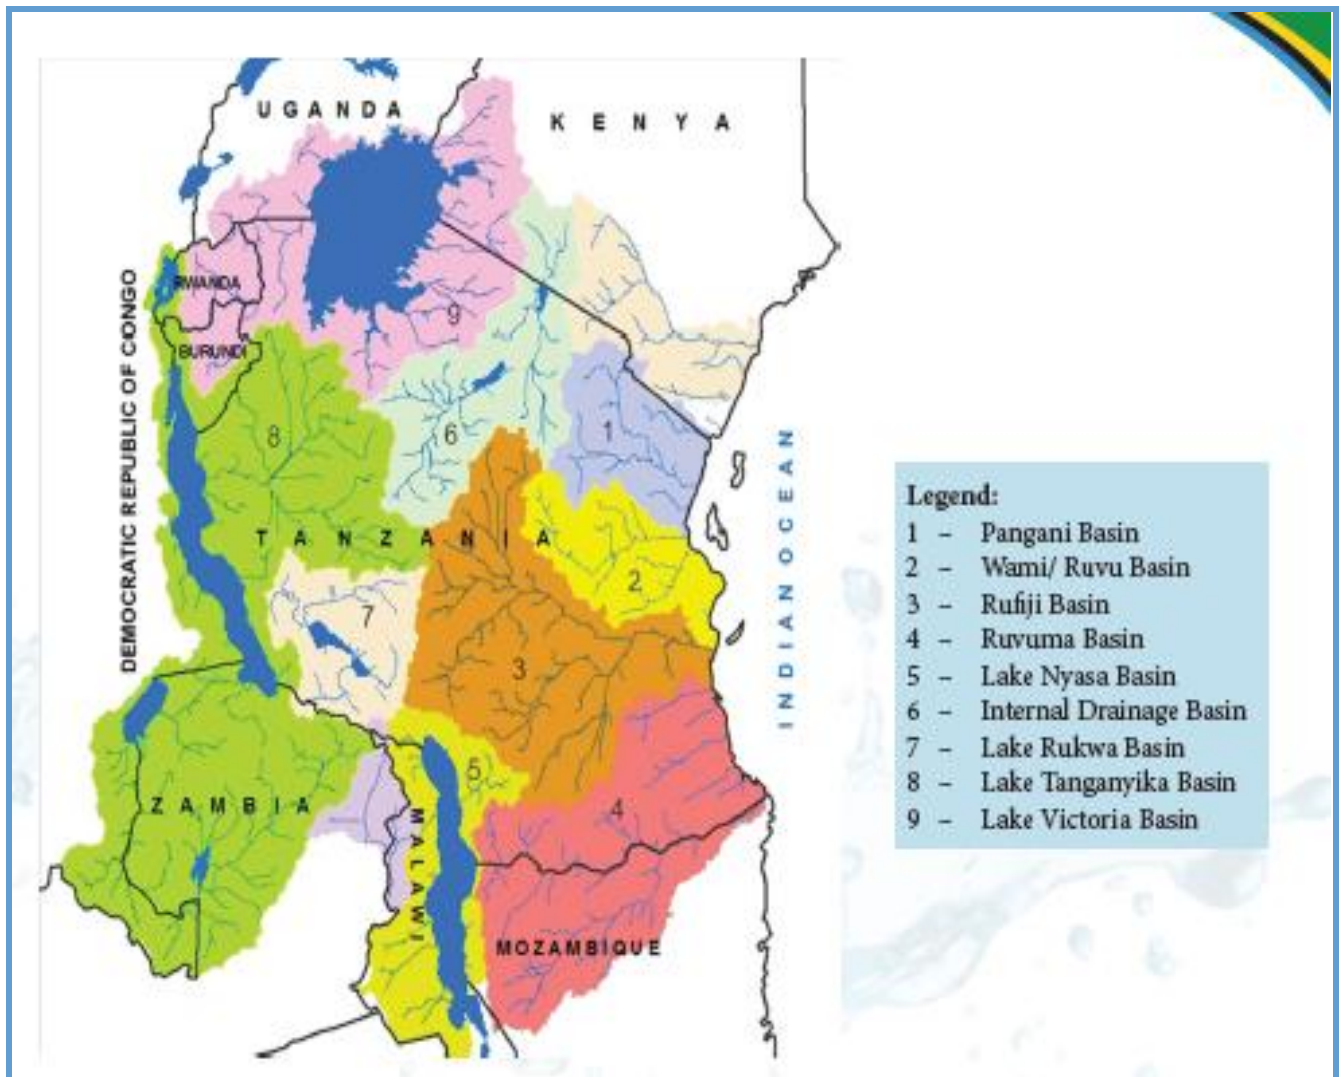 UGANDA
KENYA
RWANDA
BURUNDI
DEMOCRATIC REPUBLIC OF CONGO
9
8
6
1
TANZANIA
2
7
3
INDIAN OCEAN
5
4
ZAMBIA
MALAWI
MOZAMBIQUE
Legend:
1 – Pangani Basin
2 – Wami/ Ruvu Basin
3 – Rufiji Basin
4 – Ruvuma Basin
5 – Lake Nyasa Basin
6 – Internal Drainage Basin
7 – Lake Rukwa Basin
8 – Lake Tanganyika Basin
9 – Lake Victoria Basin